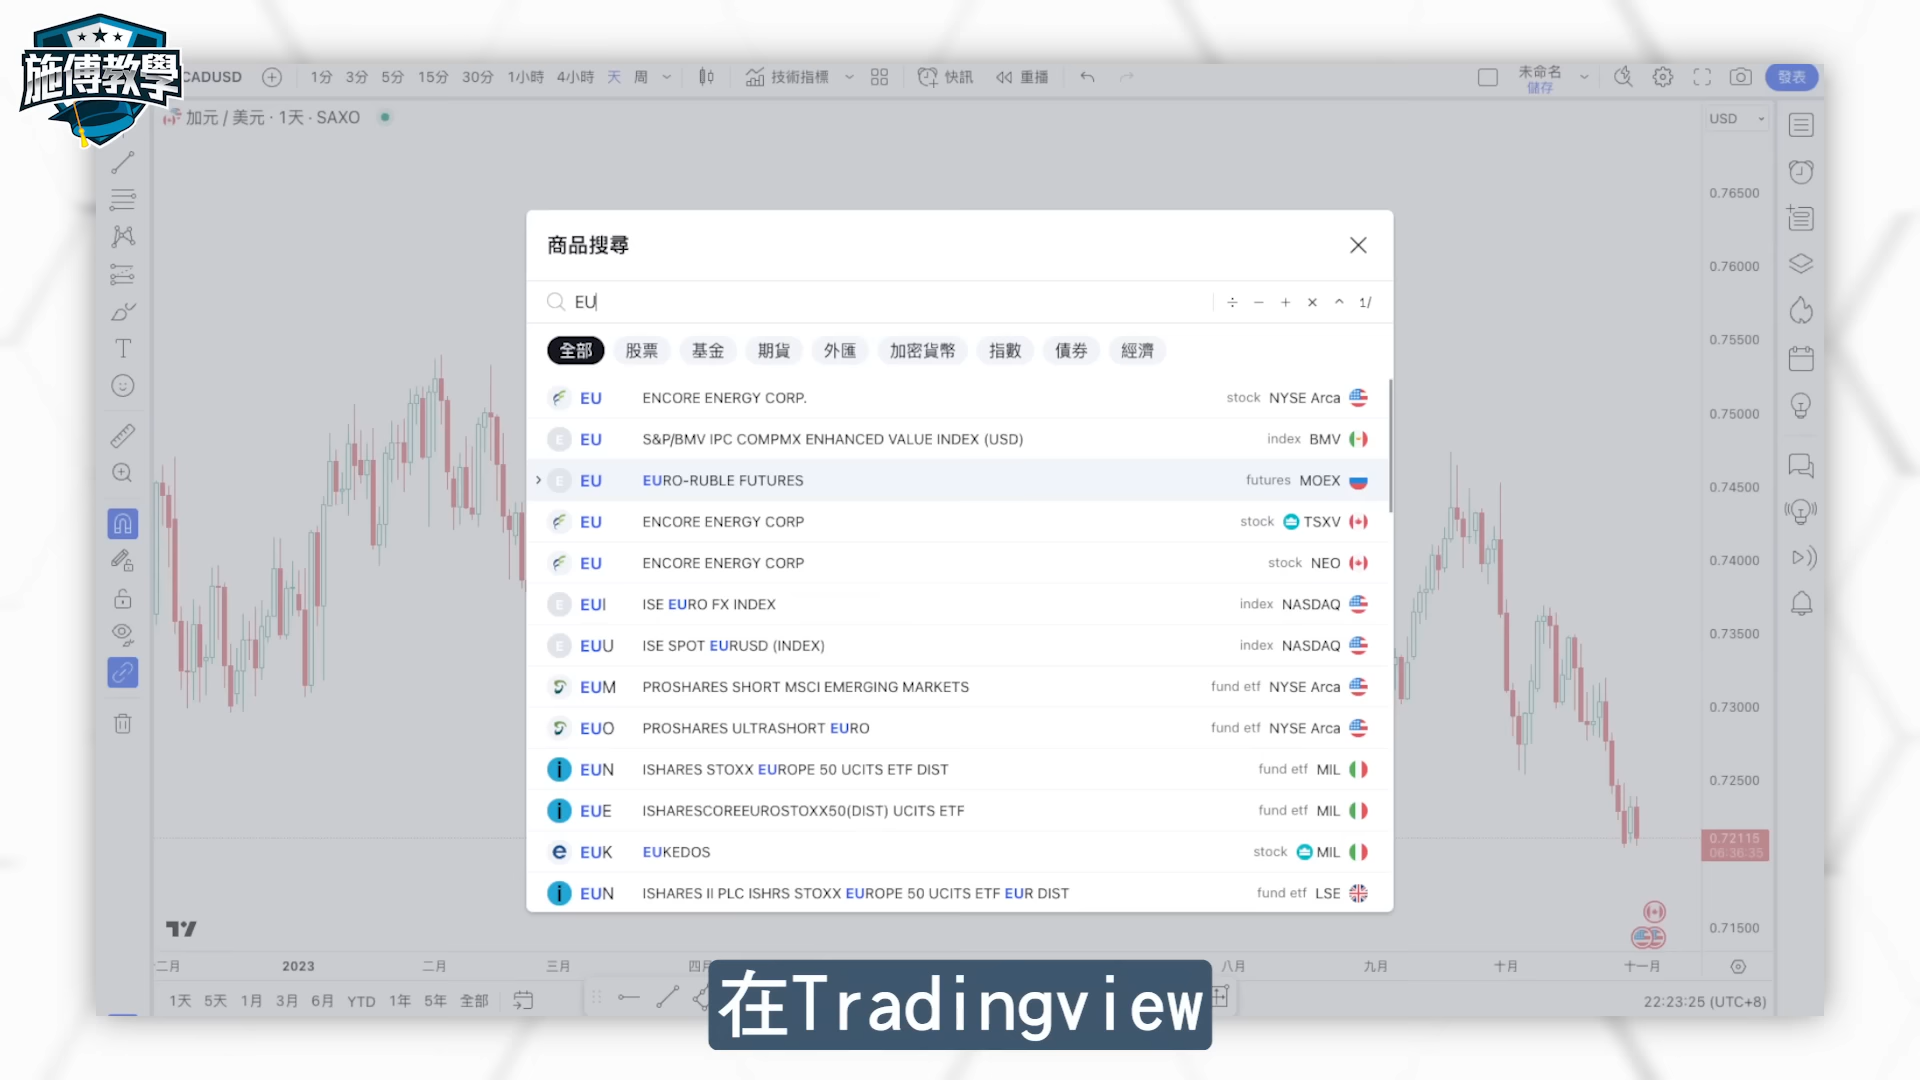 施傅教學
CADUSD 1分 3分 5分 15分 30分 1小時 4小時 天 周 技術指標 快訊 重播 未命名 儲存 發表
加元 / 美元 · 1天 · SAXO
USD
商品搜尋
EU
÷ − + × ^ 1/
全部 股票 基金 期貨 外匯 加密貨幣 指數 債券 經濟
EU ENCORE ENERGY CORP. stock NYSE Arca
E EU S&P/BMV IPC COMPMX ENHANCED VALUE INDEX (USD) index BMV
E EU EURO-RUBLE FUTURES futures MOEX
EU ENCORE ENERGY CORP stock TSXV
EU ENCORE ENERGY CORP stock NEO
E EUI ISE EURO FX INDEX index NASDAQ
E EUU ISE SPOT EURUSD (INDEX) index NASDAQ
EUM PROSHARES SHORT MSCI EMERGING MARKETS fund etf NYSE Arca
EUO PROSHARES ULTRASHORT EURO fund etf NYSE Arca
i EUN ISHARES STOXX EUROPE 50 UCITS ETF DIST fund etf MIL
i EUE ISHARESCOREEUROSTOXX50(DIST) UCITS ETF fund etf MIL
e EUK EUKEDOS stock MIL
i EUN ISHARES II PLC ISHRS STOXX EUROPE 50 UCITS ETF EUR DIST fund etf LSE
0.76500
0.76000
0.75500
0.75000
0.74500
0.74000
0.73500
0.73000
0.72500
0.72115
06:36:35
0.71500
二月 2023 二月 三月 四月 八月 九月 十月 十一月
1天 5天 1月 3月 6月 YTD 1年 5年 全部
22:23:25 (UTC+8)
在Tradingview